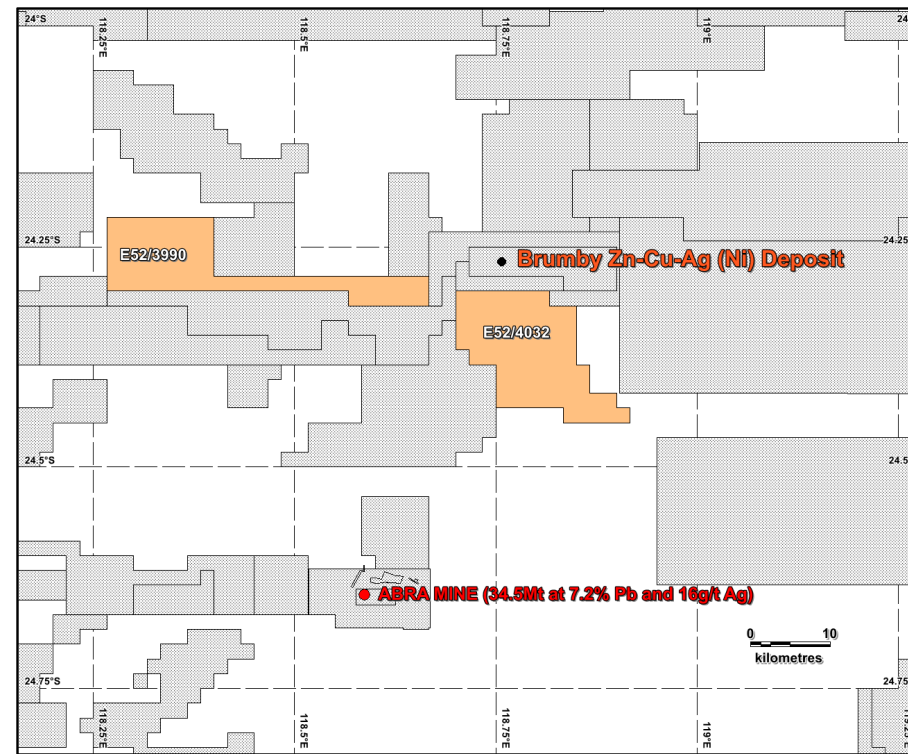 24°S
118.25°E
118.5°E
118.75°E
119°E
24.25°S
24.25
E52/3990
Brumby Zn-Cu-Ag (Ni) Deposit
E52/4032
24.5°S
24.5
ABRA MINE (34.5Mt at 7.2% Pb and 16g/t Ag)
0 10
kilometres
24.75°S
24.75
118.25°E
118.5°E
118.75°E
119°E